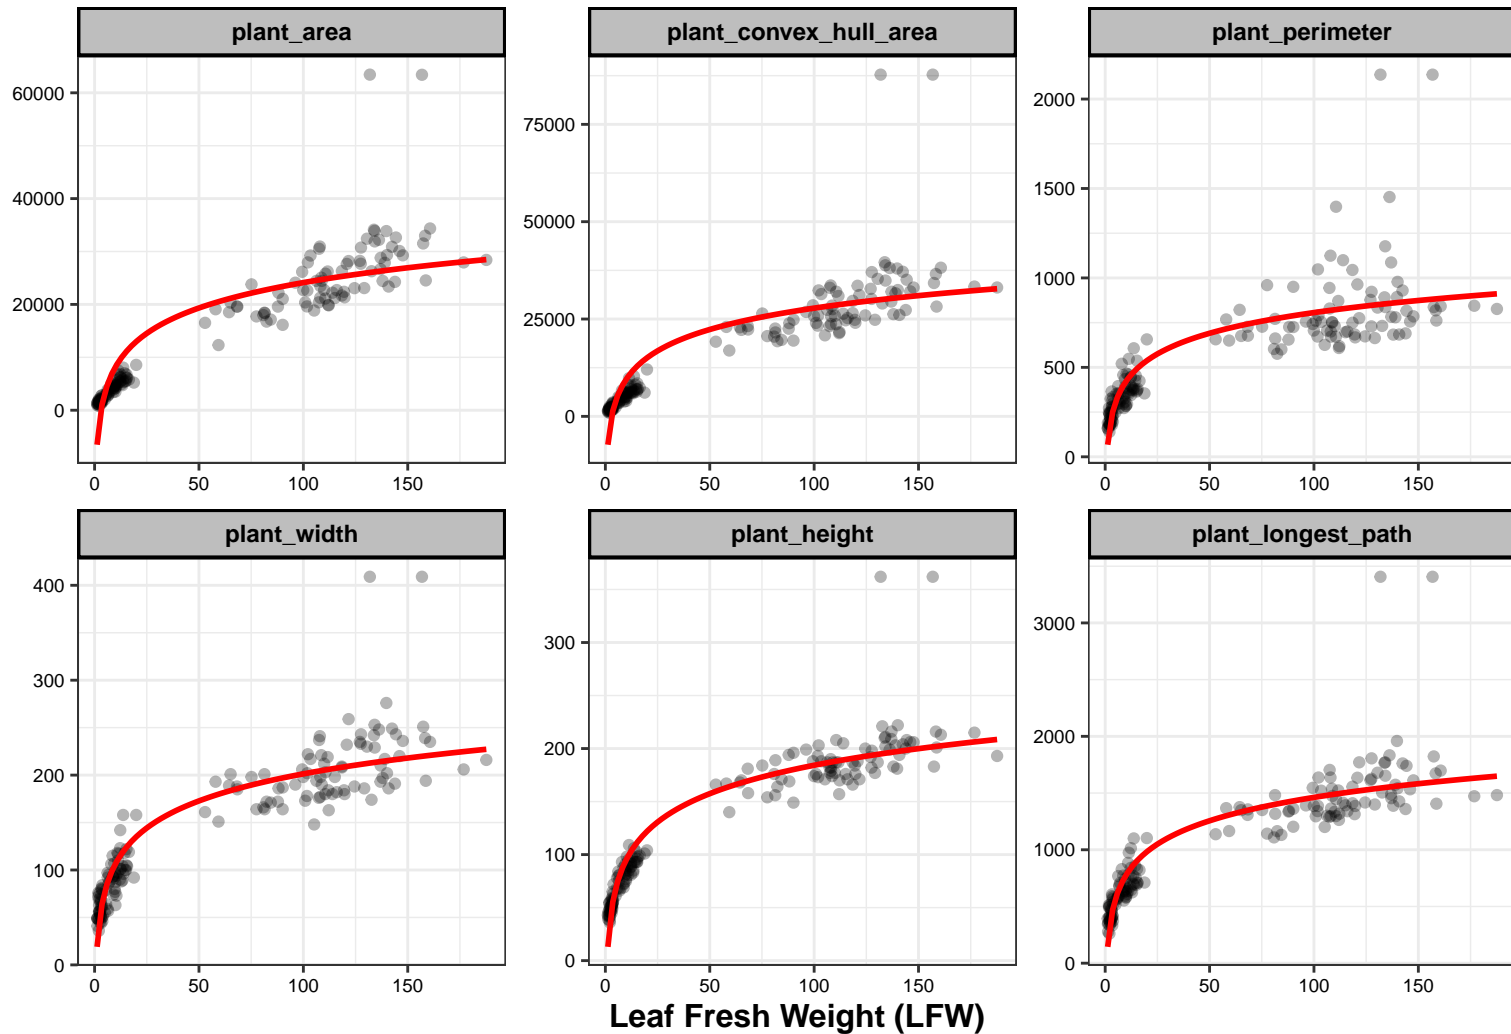 plant_area
plant_convex_hull_area
plant_perimeter
60000
40000
20000
0
0 50 100 150
75000
50000
25000
0
0 50 100 150
2000
1500
1000
500
0
0 50 100 150
plant_width
plant_height
plant_longest_path
400
300
200
100
0
0 50 100 150
300
200
100
0
0 50 100 150
3000
2000
1000
0
0 50 100 150
Leaf Fresh Weight (LFW)